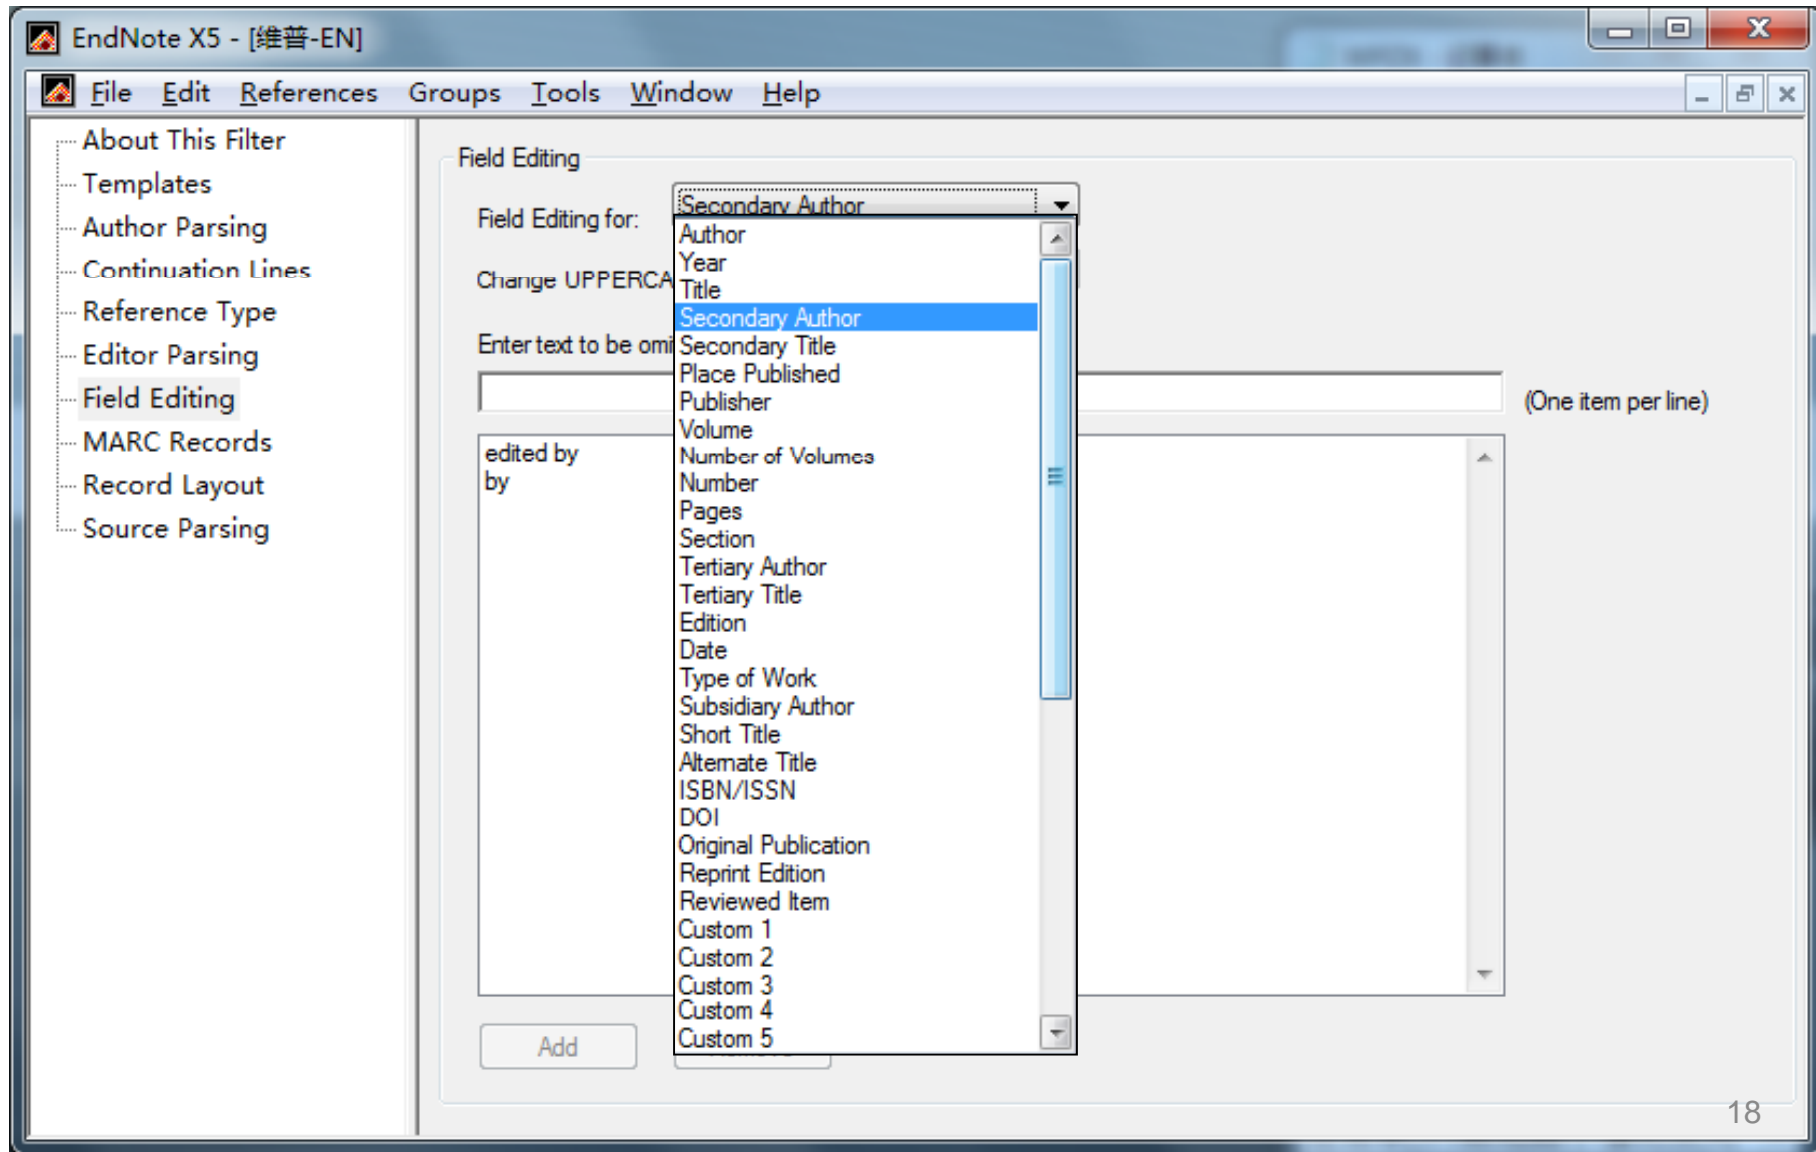 EndNote X5 - [维普-EN]
File Edit References Groups Tools Window Help
About This Filter
Templates
Author Parsing
Continuation Lines
Reference Type
Editor Parsing
Field Editing
MARC Records
Record Layout
Source Parsing
Field Editing
Field Editing for:
Secondary Author
Change UPPERCA
Enter text to be omi
(One item per line)
edited by
by
Author
Year
Title
Secondary Author
Secondary Title
Place Published
Publisher
Volume
Number of Volumes
Number
Pages
Section
Tertiary Author
Tertiary Title
Edition
Date
Type of Work
Subsidiary Author
Short Title
Alternate Title
ISBN/ISSN
DOI
Original Publication
Reprint Edition
Reviewed Item
Custom 1
Custom 2
Custom 3
Custom 4
Custom 5
Add
18